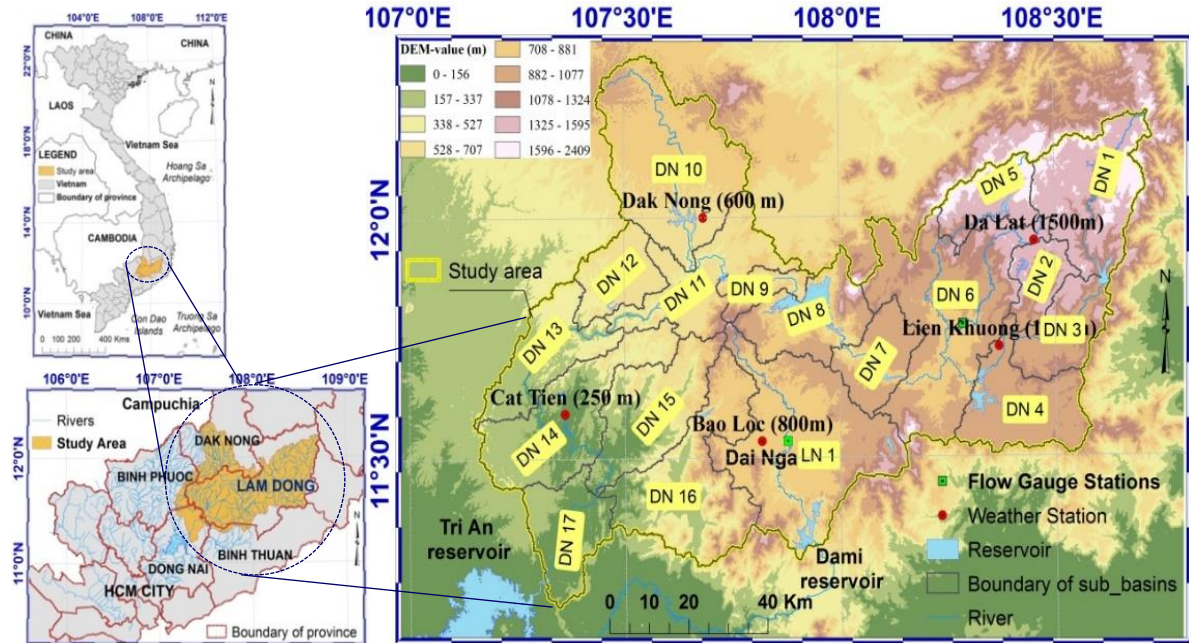 104°0'E
108°0'E
112°0'E
CHINA
CHINA
22°0'N
LAOS
18°0'N
Vietnam Sea
LEGEND
Study area
Vietnam
Boundary of province
Hoang Sa
Archipelago
14°0'N
CAMBODIA
10°0'N
Vietnam Sea
Con Dao
Islands
Truong Sa
Archipelago
0 100 200 400 Kms
N
106°0'E
107°0'E
108°0'E
109°0'E
Campuchia
Rivers
Study Area
DAK NONG
12°0'N
BINH PHUOC
LAM DONG
N
BINH THUAN
11°0'N
DONG NAI
HCM CITY
Boundary of province
107°0'E
107°30'E
108°0'E
108°30'E
DEM-value (m)
0 - 156
157 - 337
338 - 527
528 - 707
708 - 881
882 - 1077
1078 - 1324
1325 - 1595
1596 - 2409
DN 10
DN 5
DN 1
12°0'N
Dak Nong (600 m)
Da Lat (1500m)
DN 2
Study area
DN 12
DN 11
DN 9
DN 8
DN 6
N
DN 13
DN 7
Lien Khuong
DN 3
Cat Tien (250 m)
DN 15
Bao Loc (800m)
DN 4
DN 14
Dai Nga
LN 1
11°30'N
DN 16
Flow Gauge Stations
Weather Station
Tri An
reservoir
DN 17
Reservoir
Dami
reservoir
Boundary of sub_basins
0 10 20 40 Km
River